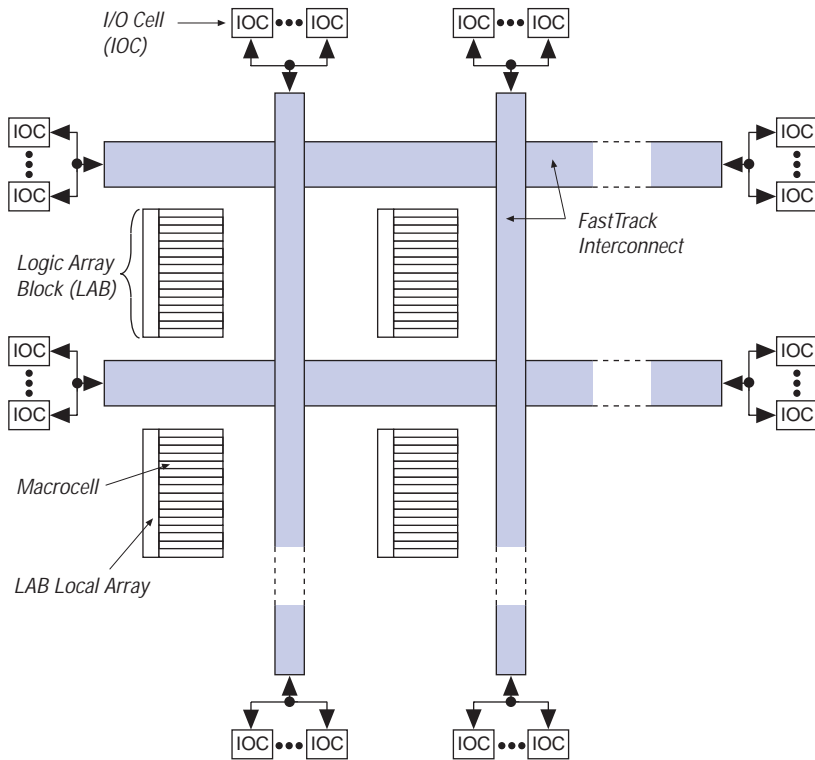 I/O Cell
(IOC)
IOC IOC
IOC IOC
IOC
IOC
IOC
IOC
FastTrack
Interconnect
Logic Array
Block (LAB)
IOC
IOC
IOC
IOC
Macrocell
LAB Local Array
IOC IOC
IOC IOC